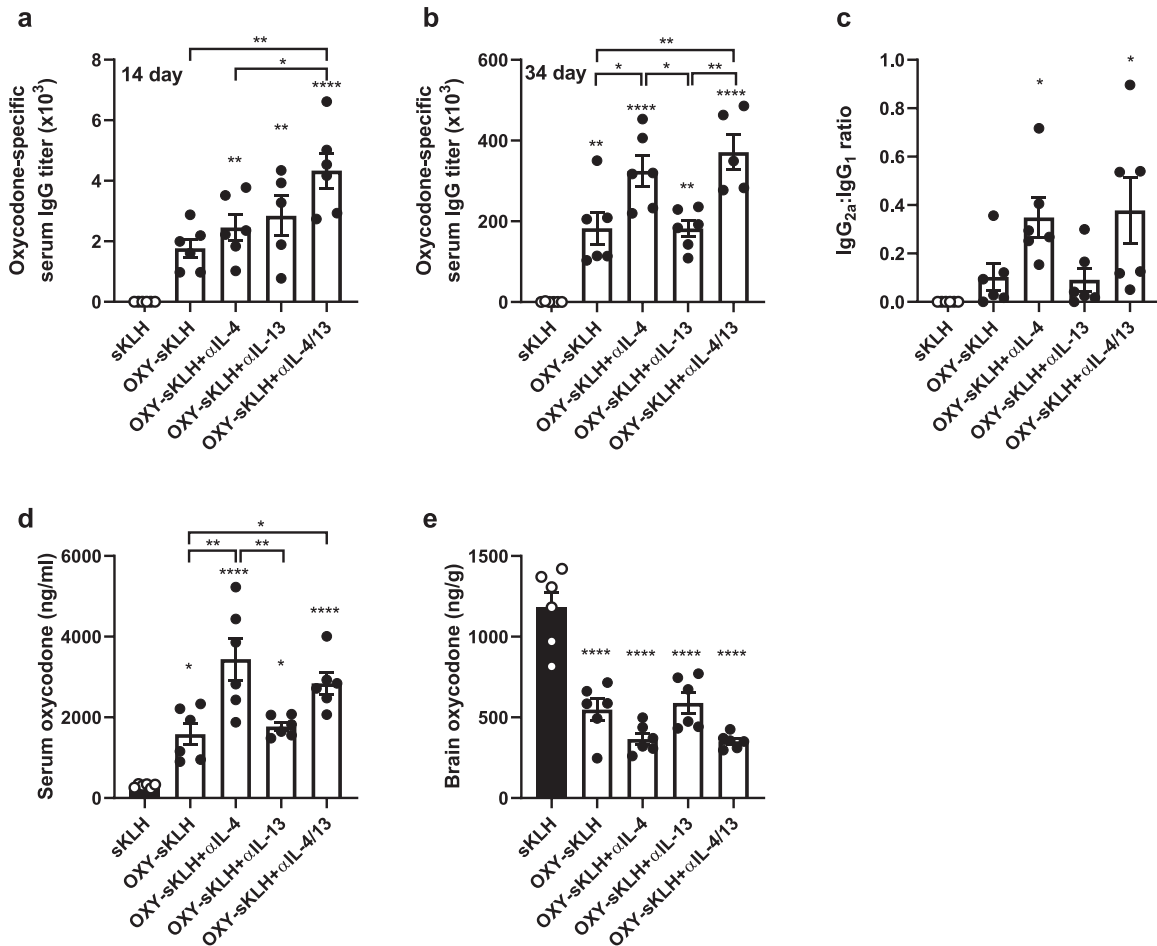 a
Oxycodone-specific
serum IgG titer (x10³)
14 day
8
6
4
2
0
**
*
**
**
****
sKLH
OXY-sKLH
OXY-sKLH+αIL-4
OXY-sKLH+αIL-13
OXY-sKLH+αIL-4/13
b
Oxycodone-specific
serum IgG titer (x10³)
34 day
600
400
200
0
**
* * **
**
****
**
****
sKLH
OXY-sKLH
OXY-sKLH+αIL-4
OXY-sKLH+αIL-13
OXY-sKLH+αIL-4/13
c
IgG2a:IgG1 ratio
1.0
0.8
0.6
0.4
0.2
0.0
*
*
sKLH
OXY-sKLH
OXY-sKLH+αIL-4
OXY-sKLH+αIL-13
OXY-sKLH+αIL-4/13
d
Serum oxycodone (ng/ml)
6000
4000
2000
0
*
** **
*
****
*
****
sKLH
OXY-sKLH
OXY-sKLH+αIL-4
OXY-sKLH+αIL-13
OXY-sKLH+αIL-4/13
e
Brain oxycodone (ng/g)
1500
1000
500
0
**** **** **** ****
sKLH
OXY-sKLH
OXY-sKLH+αIL-4
OXY-sKLH+αIL-13
OXY-sKLH+αIL-4/13